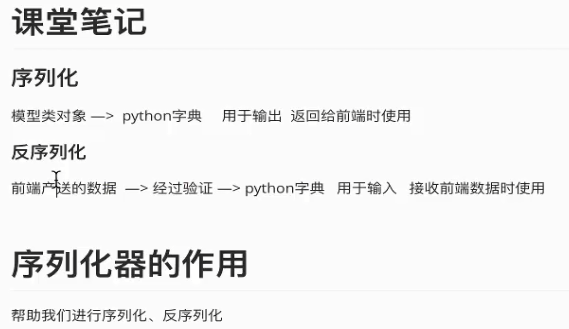 课堂笔记
序列化
模型类对象 —> python字典 用于输出 返回给前端时使用
反序列化
前端产送的数据 —> 经过验证 —> python字典 用于输入 接收前端数据时使用
序列化器的作用
帮助我们进行序列化、反序列化